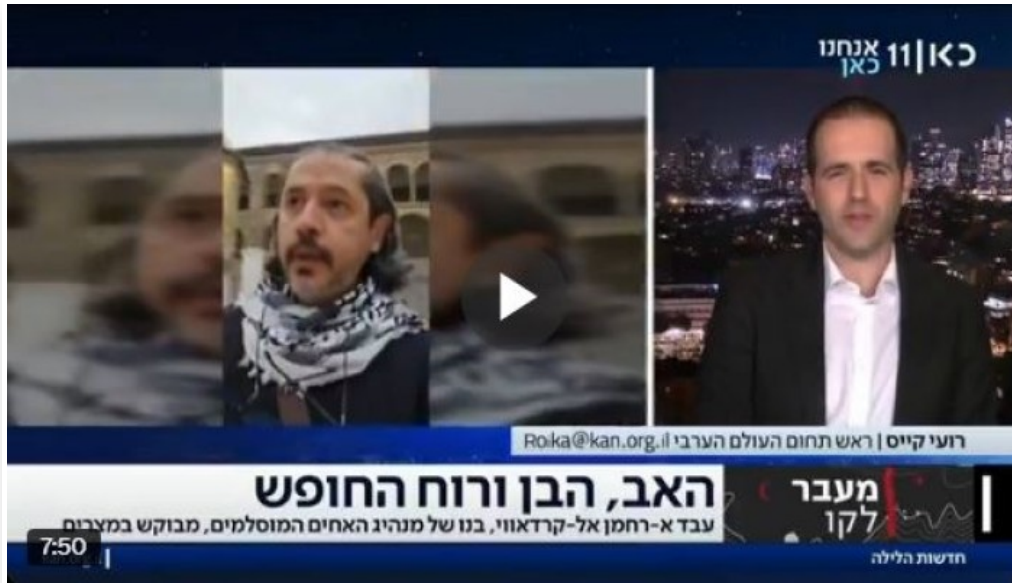 כאן 11 אנחנו
כאן
רועי קייס | ראש תחום העולם הערבי Roika@kan.org.il
מעבר
לקו
האב, הבן ורוח החופש
עבד א-רחמן אל-קרדאווי, בנו של מנהיג האחים המוסלמים, מבוקש במצרים
7:50
חדשות הלילה